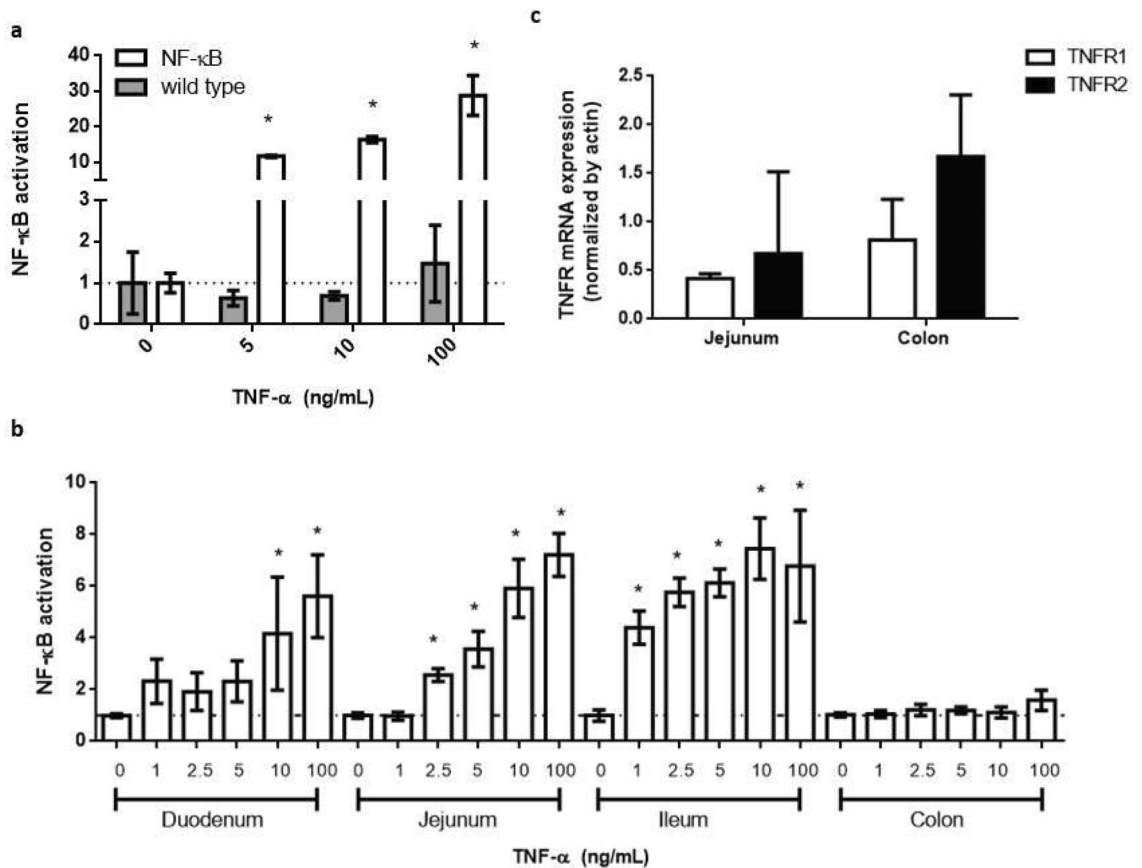 a
NF-κB
wild type
NF-κB activation
40
30
20
10
3
2
1
0
* * *
0 5 10 100
TNF-α (ng/mL)
c
TNFR1
TNFR2
TNFR mRNA expression
(normalized by actin)
2.5
2.0
1.5
1.0
0.5
0.0
Jejunum Colon
b
NF-κB activation
10
8
6
4
2
0
* * * * * * * * * * *
0 1 2.5 5 10 100 0 1 2.5 5 10 100 0 1 2.5 5 10 100 0 1 2.5 5 10 100
Duodenum Jejunum Ileum Colon
TNF-α (ng/mL)